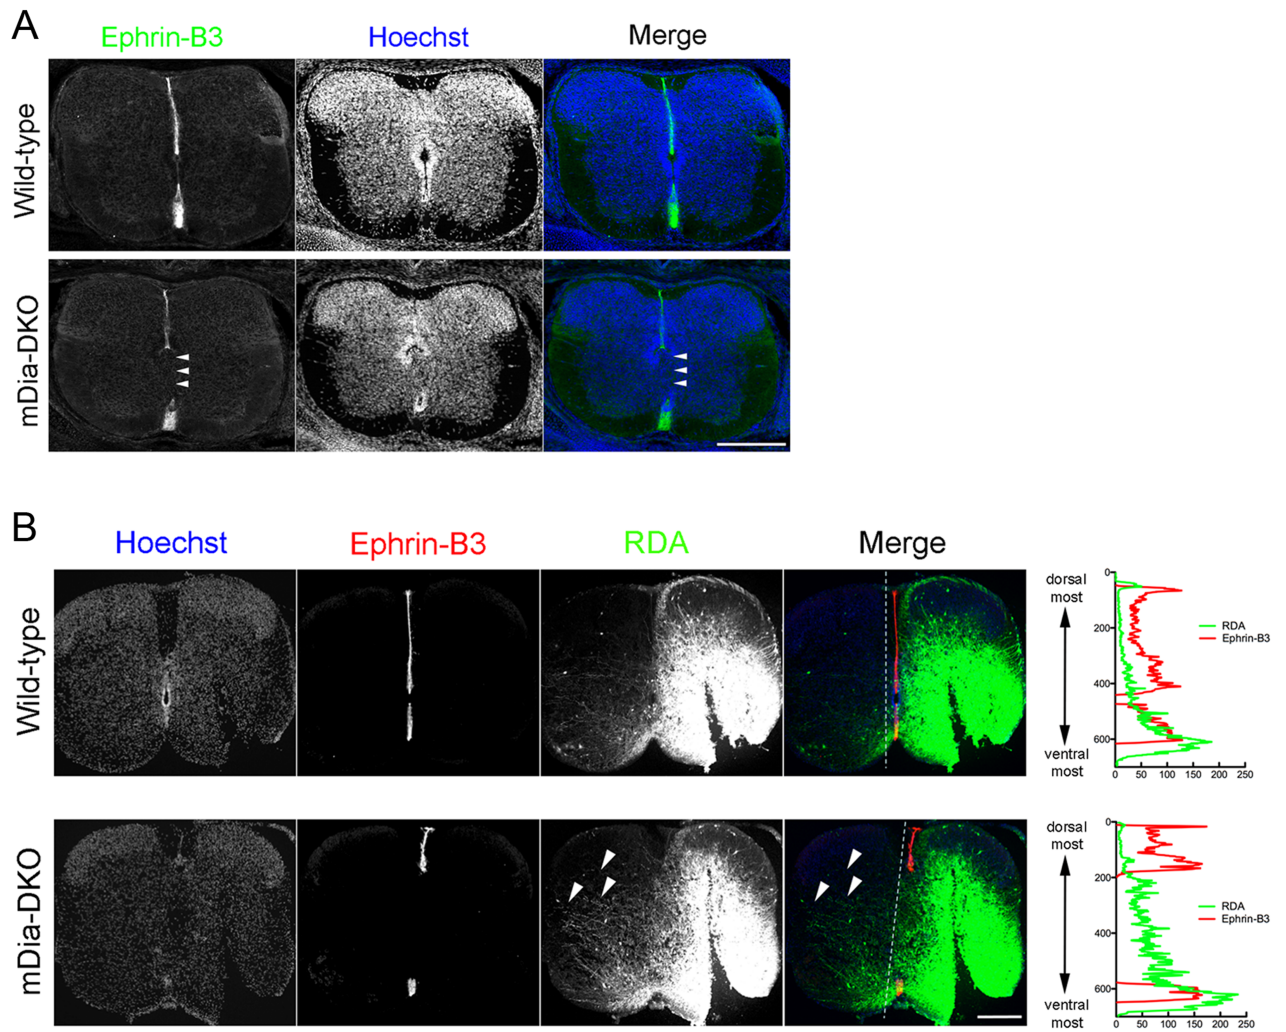 A
Ephrin-B3 Hoechst Merge
Wild-type
mDia-DKO
B
Hoechst Ephrin-B3 RDA Merge
Wild-type
dorsal most
ventral most
0
200
400
600
0 50 100 150 200 250
RDA
Ephrin-B3
mDia-DKO
dorsal most
ventral most
0
200
400
600
0 50 100 150 200 250
RDA
Ephrin-B3